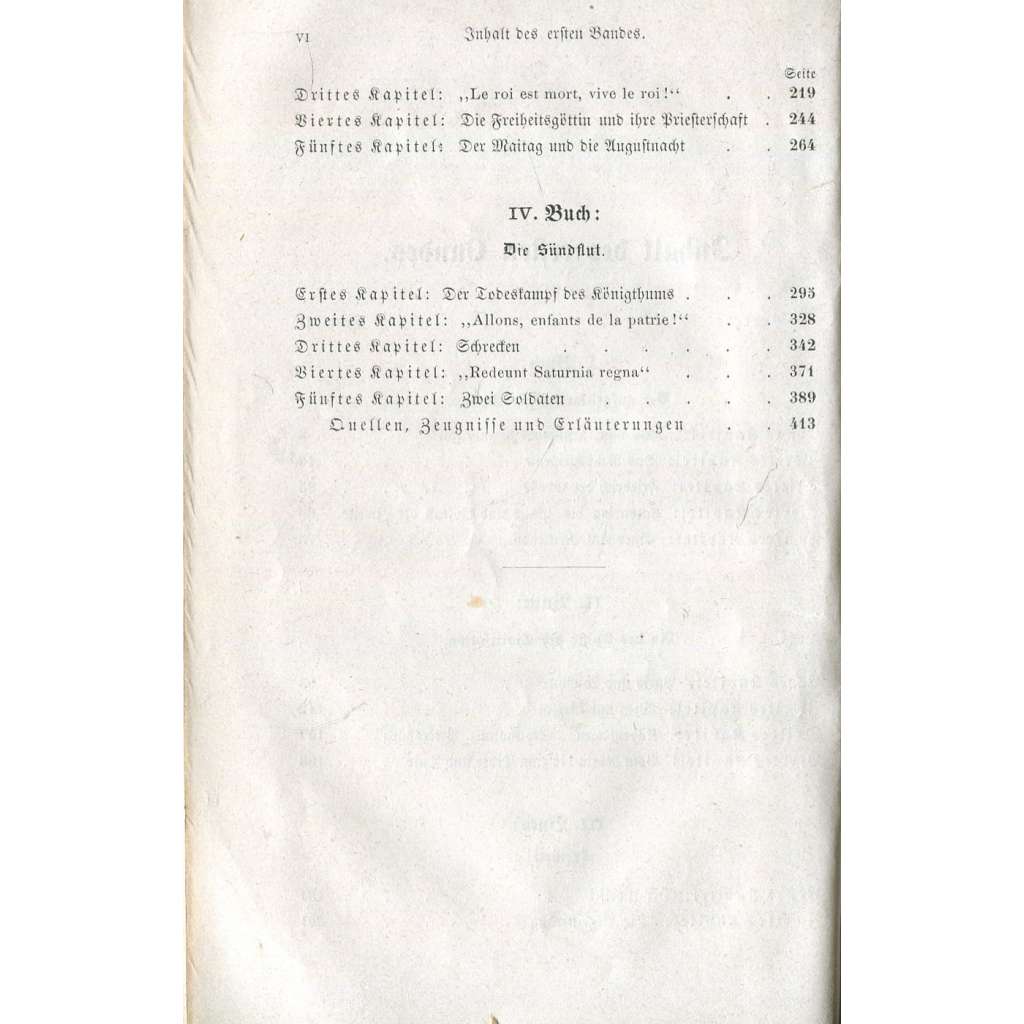 VI Inhalt des ersten Bandes.
Seite
Drittes Kapitel: „Le roi est mort, vive le roi!“ . . 219
Viertes Kapitel: Die Freiheitsgöttin und ihre Priesterschaft . 244
Fünftes Kapitel: Der Maitag und die Augustnacht . . 264
IV. Buch:
Die Sündflut.
Erstes Kapitel: Der Todeskampf des Königthums . . . 295
Zweites Kapitel: „Allons, enfants de la patrie!“ . . 328
Drittes Kapitel: Schrecken . . . . . . 342
Viertes Kapitel: „Redeunt Saturnia regna“ . . . 371
Fünftes Kapitel: Zwei Soldaten . . . . . 389
Quellen, Zeugnisse und Erläuterungen . . 413